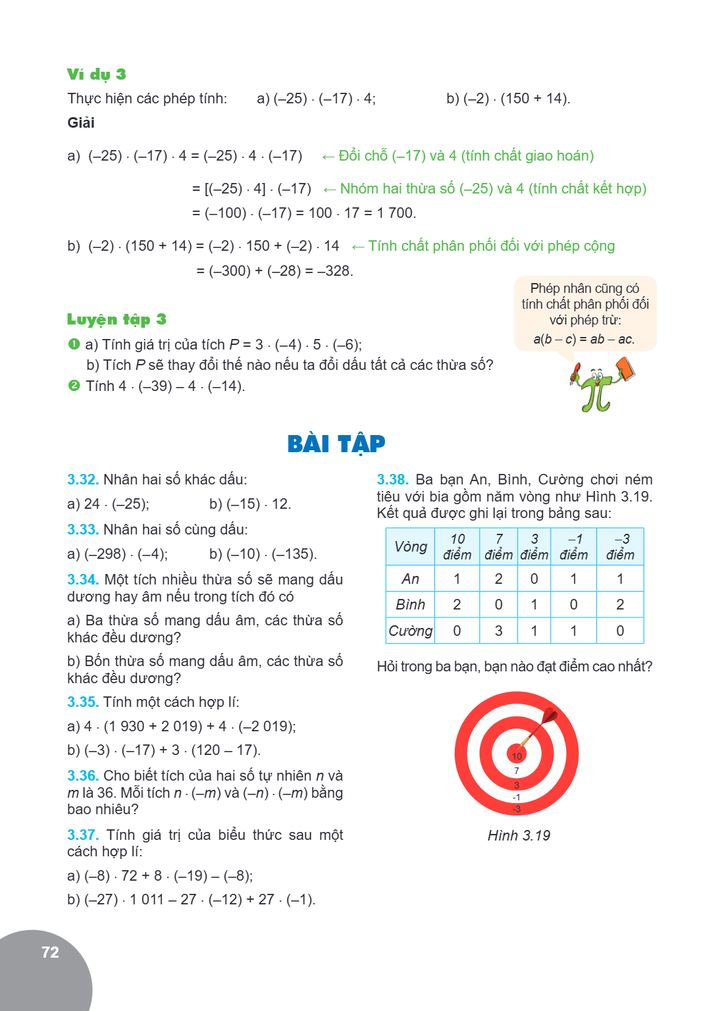 Ví dụ 3
Thực hiện các phép tính: a) (–25) · (–17) · 4; b) (–2) · (150 + 14).
Giải
a) (–25) · (–17) · 4 = (–25) · 4 · (–17) ← Đổi chỗ (–17) và 4 (tính chất giao hoán)
= [(–25) · 4] · (–17) ← Nhóm hai thừa số (–25) và 4 (tính chất kết hợp)
= (–100) · (–17) = 100 · 17 = 1 700.
b) (–2) · (150 + 14) = (–2) · 150 + (–2) · 14 ← Tính chất phân phối đối với phép cộng
= (–300) + (–28) = –328.
Phép nhân cũng có
tính chất phân phối đối
với phép trừ:
a(b – c) = ab – ac.
Luyện tập 3
1 a) Tính giá trị của tích P = 3 · (–4) · 5 · (–6);
b) Tích P sẽ thay đổi thế nào nếu ta đổi dấu tất cả các thừa số?
2 Tính 4 · (–39) – 4 · (–14).
BÀI TẬP
3.32. Nhân hai số khác dấu:
a) 24 · (–25); b) (–15) · 12.
3.33. Nhân hai số cùng dấu:
a) (–298) · (–4); b) (–10) · (–135).
3.34. Một tích nhiều thừa số sẽ mang dấu
dương hay âm nếu trong tích đó có
a) Ba thừa số mang dấu âm, các thừa số
khác đều dương?
b) Bốn thừa số mang dấu âm, các thừa số
khác đều dương?
3.35. Tính một cách hợp lí:
a) 4 · (1 930 + 2 019) + 4 · (–2 019);
b) (–3) · (–17) + 3 · (120 – 17).
3.36. Cho biết tích của hai số tự nhiên n và
m là 36. Mỗi tích n · (–m) và (–n) · (–m) bằng
bao nhiêu?
3.37. Tính giá trị của biểu thức sau một
cách hợp lí:
a) (–8) · 72 + 8 · (–19) – (–8);
b) (–27) · 1 011 – 27 · (–12) + 27 · (–1).
3.38. Ba bạn An, Bình, Cường chơi ném
tiêu với bia gồm năm vòng như Hình 3.19.
Kết quả được ghi lại trong bảng sau:
Vòng 10 điểm 7 điểm 3 điểm –1 điểm –3 điểm
An 1 2 0 1 1
Bình 2 0 1 0 2
Cường 0 3 1 1 0
Hỏi trong ba bạn, bạn nào đạt điểm cao nhất?
10
7
3
-1
-3
Hình 3.19
72